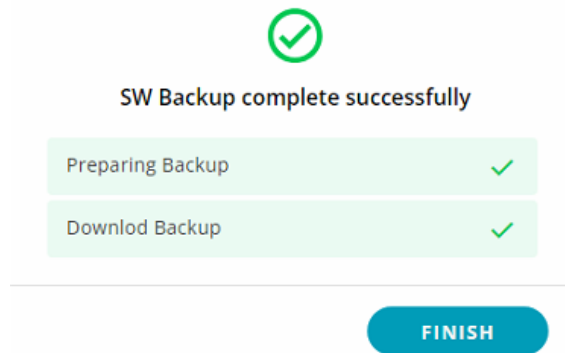 SW Backup complete successfully
Preparing Backup
Downlod Backup
FINISH